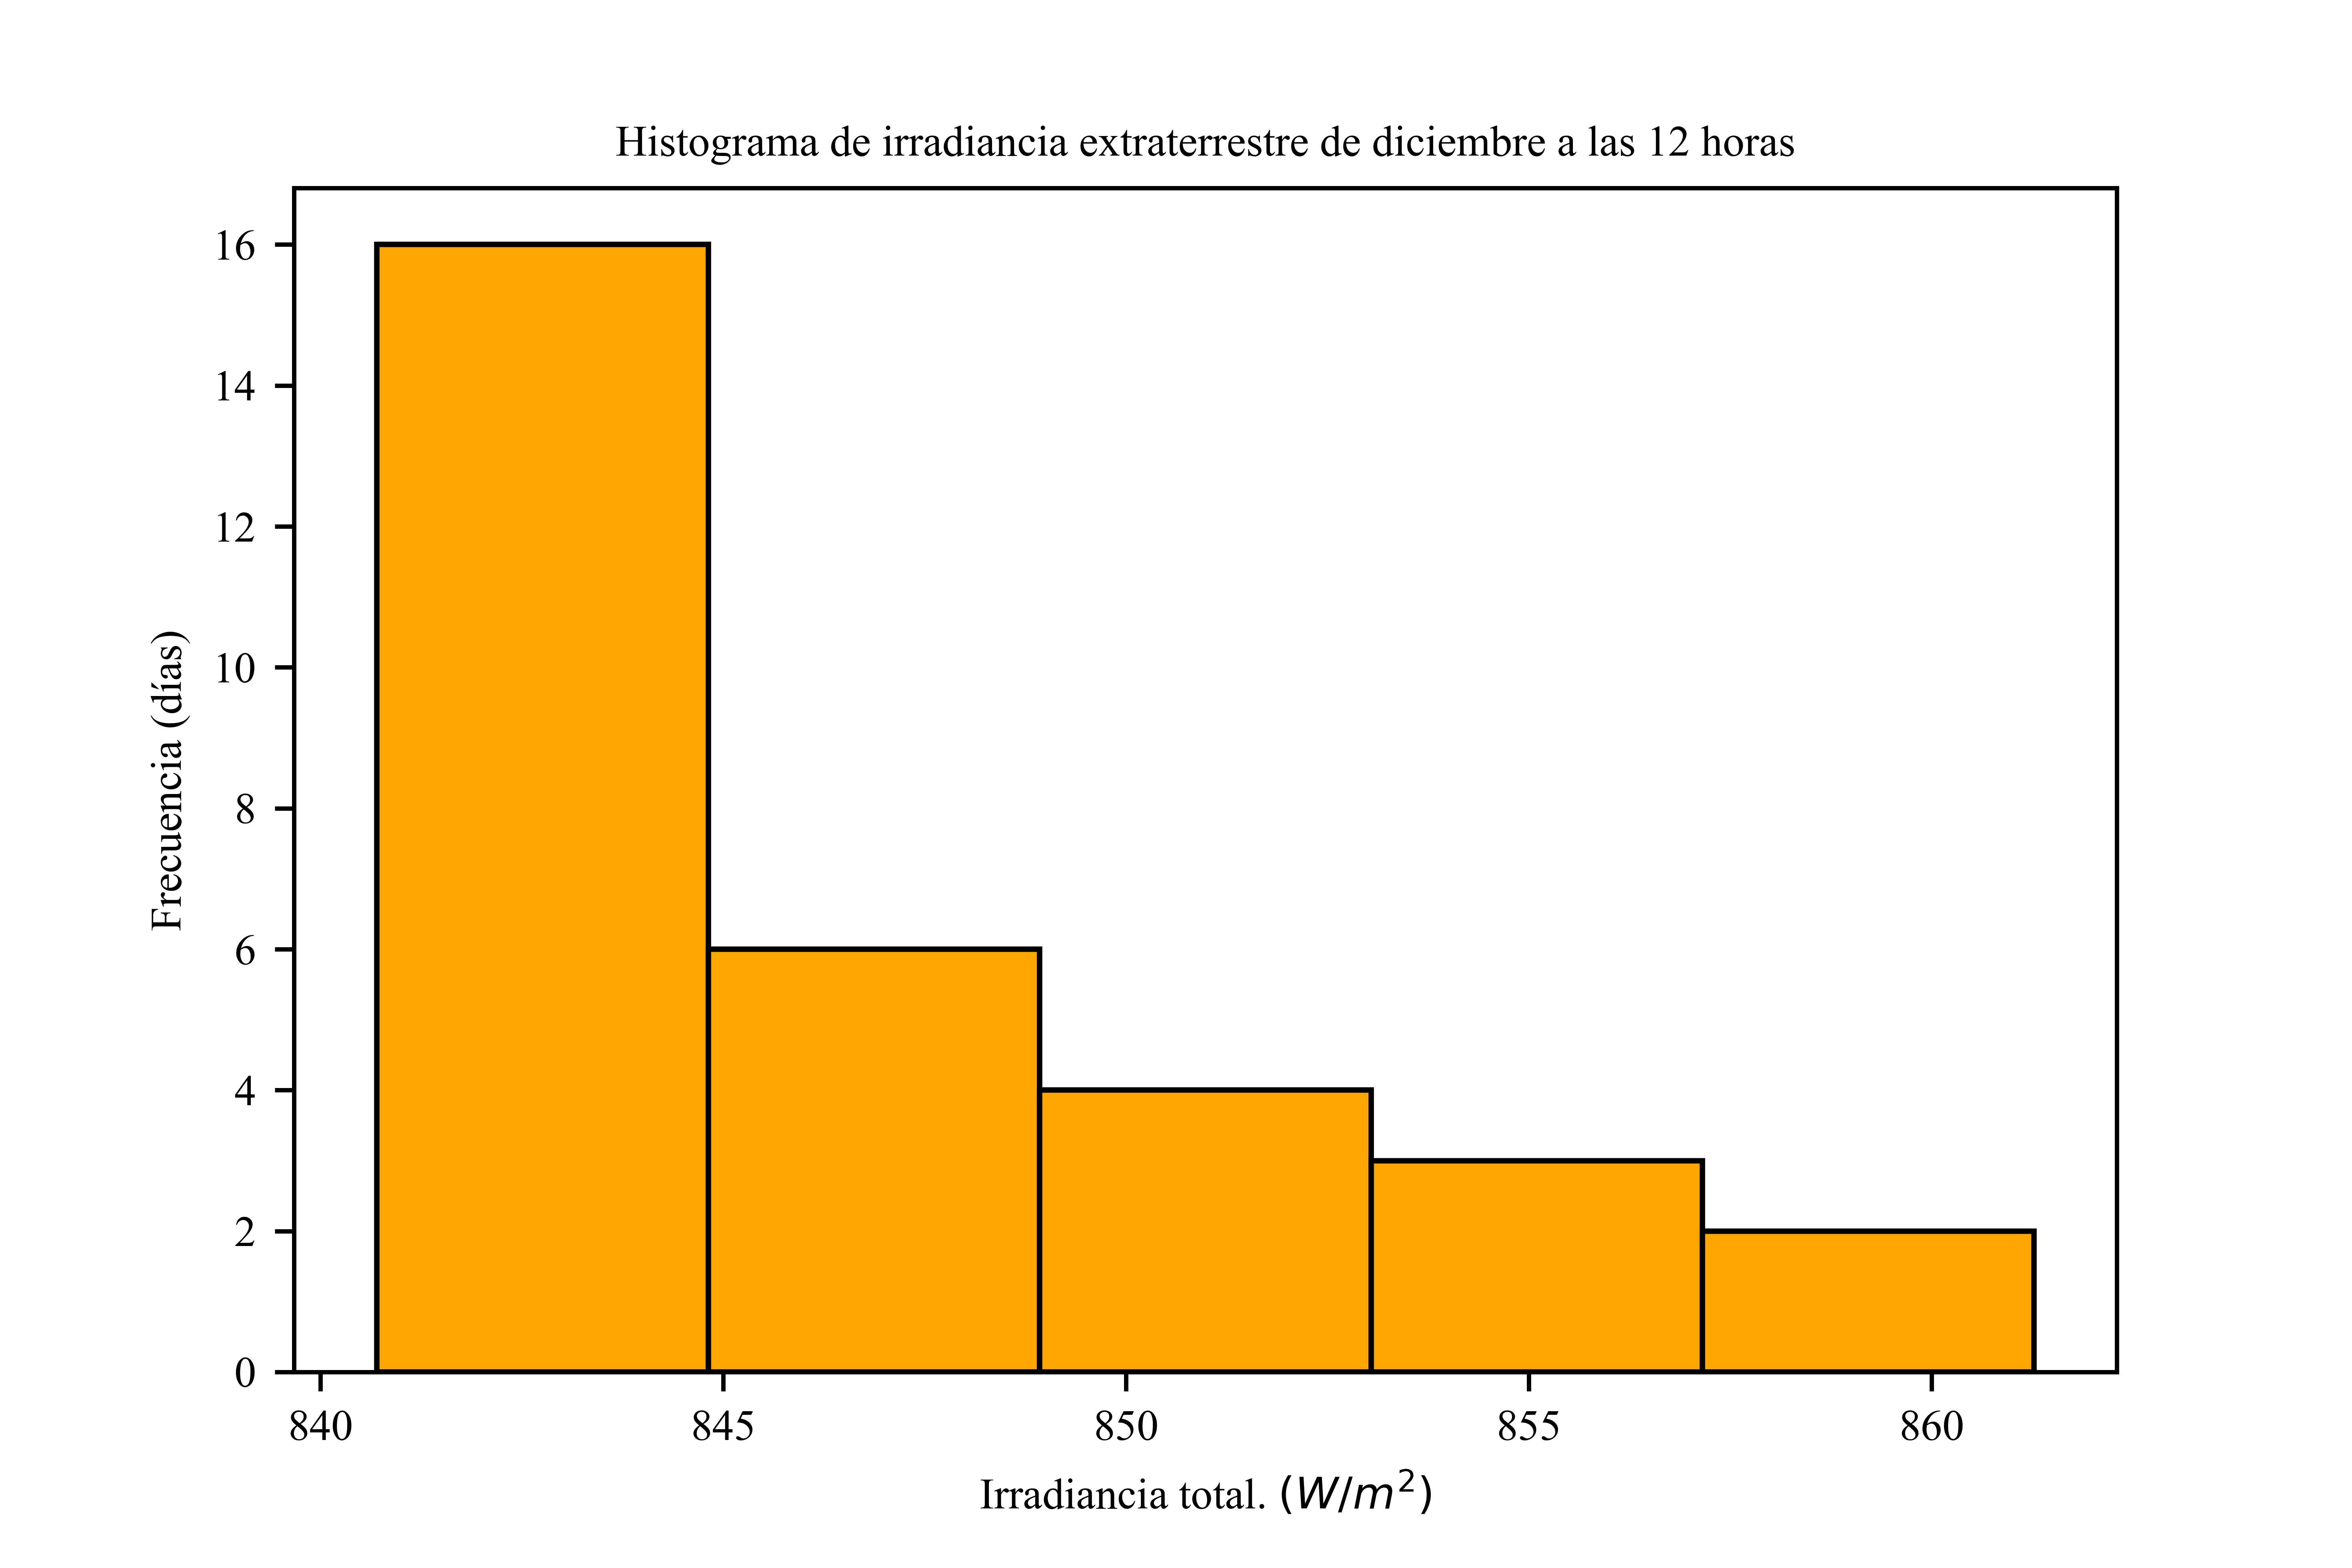 Histograma de irradiancia extraterrestre de diciembre a las 12 horas
16
14
12
10
8
6
4
2
0
Frecuencia (días)
840 845 850 855 860
Irradiancia total. (W/m²)